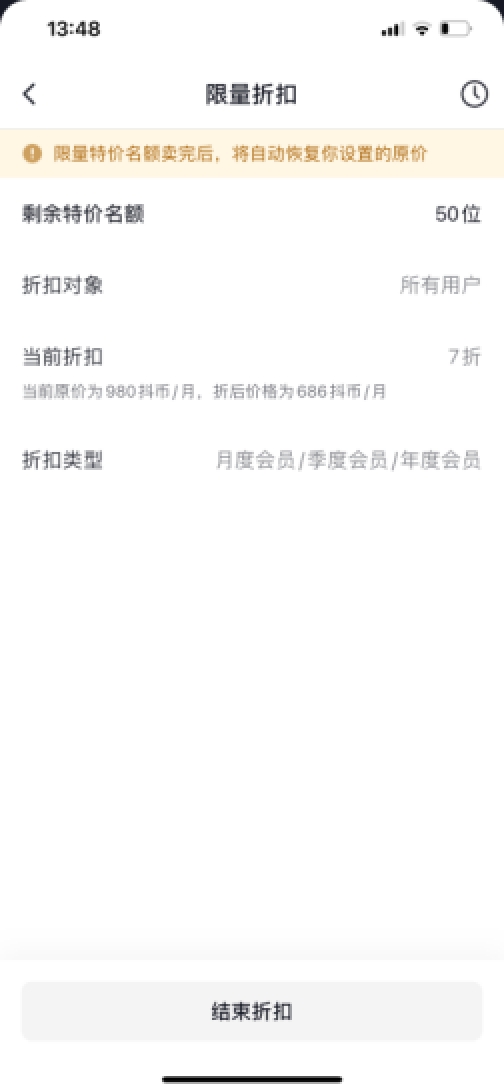 13:48
限量折扣
限量特价名额卖完后，将自动恢复你设置的原价
剩余特价名额 50位
折扣对象 所有用户
当前折扣 7折
当前原价为980抖币/月，折后价格为686抖币/月
折扣类型 月度会员/季度会员/年度会员
结束折扣